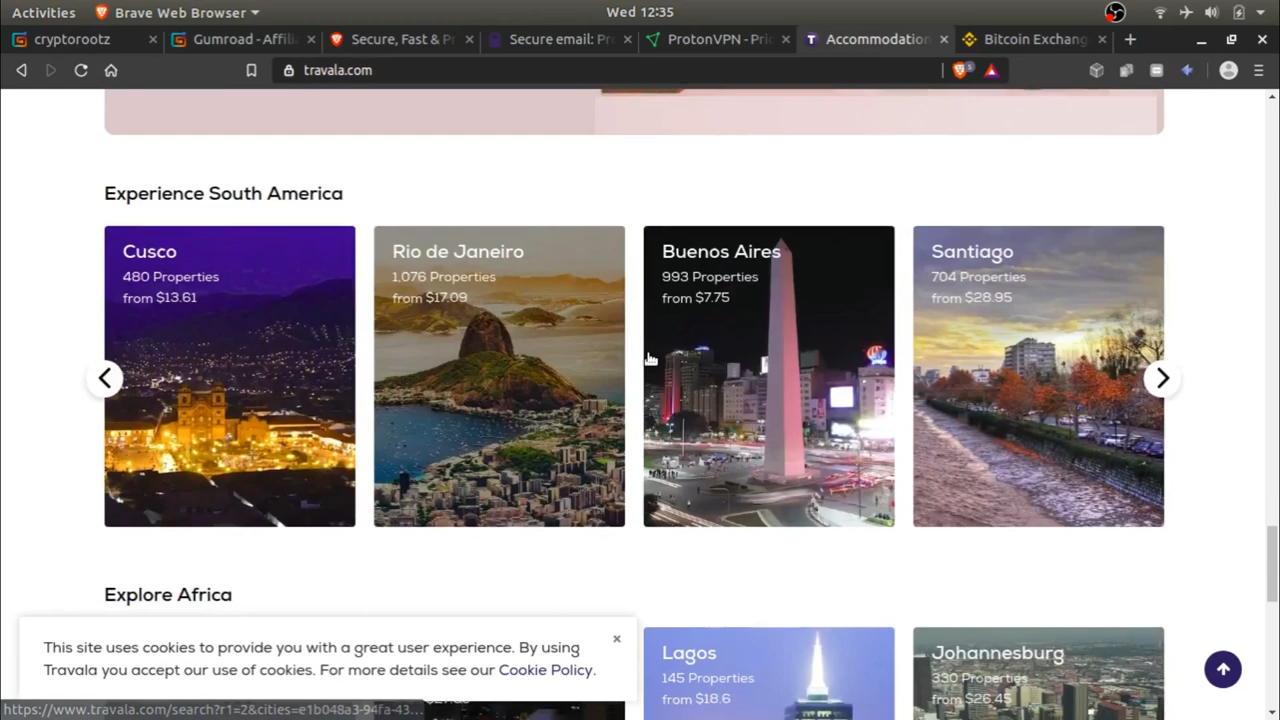 Activities Brave Web Browser Wed 12:35
cryptorootz Gumroad - Affili Secure, Fast & P Secure email: Pr ProtonVPN - Pric Accommodation Bitcoin Exchang
travala.com 5
Experience South America
Cusco
480 Properties
from $13.61
Rio de Janeiro
1,076 Properties
from $17.09
Buenos Aires
993 Properties
from $7.75
Santiago
704 Properties
from $28.95
Explore Africa
This site uses cookies to provide you with a great user experience. By using
Travala you accept our use of cookies. For more details see our Cookie Policy.
Lagos
145 Properties
from $18.6
Johannesburg
330 Properties
from $26.45
https://www.travala.com/search?r1=2&cities=e1b048a3-94fa-43...